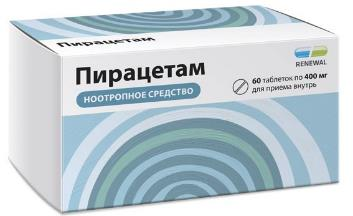 RENEWAL
Пирацетам
НООТРОПНОЕ СРЕДСТВО
60 таблеток по 400 мг
для приема внутрь